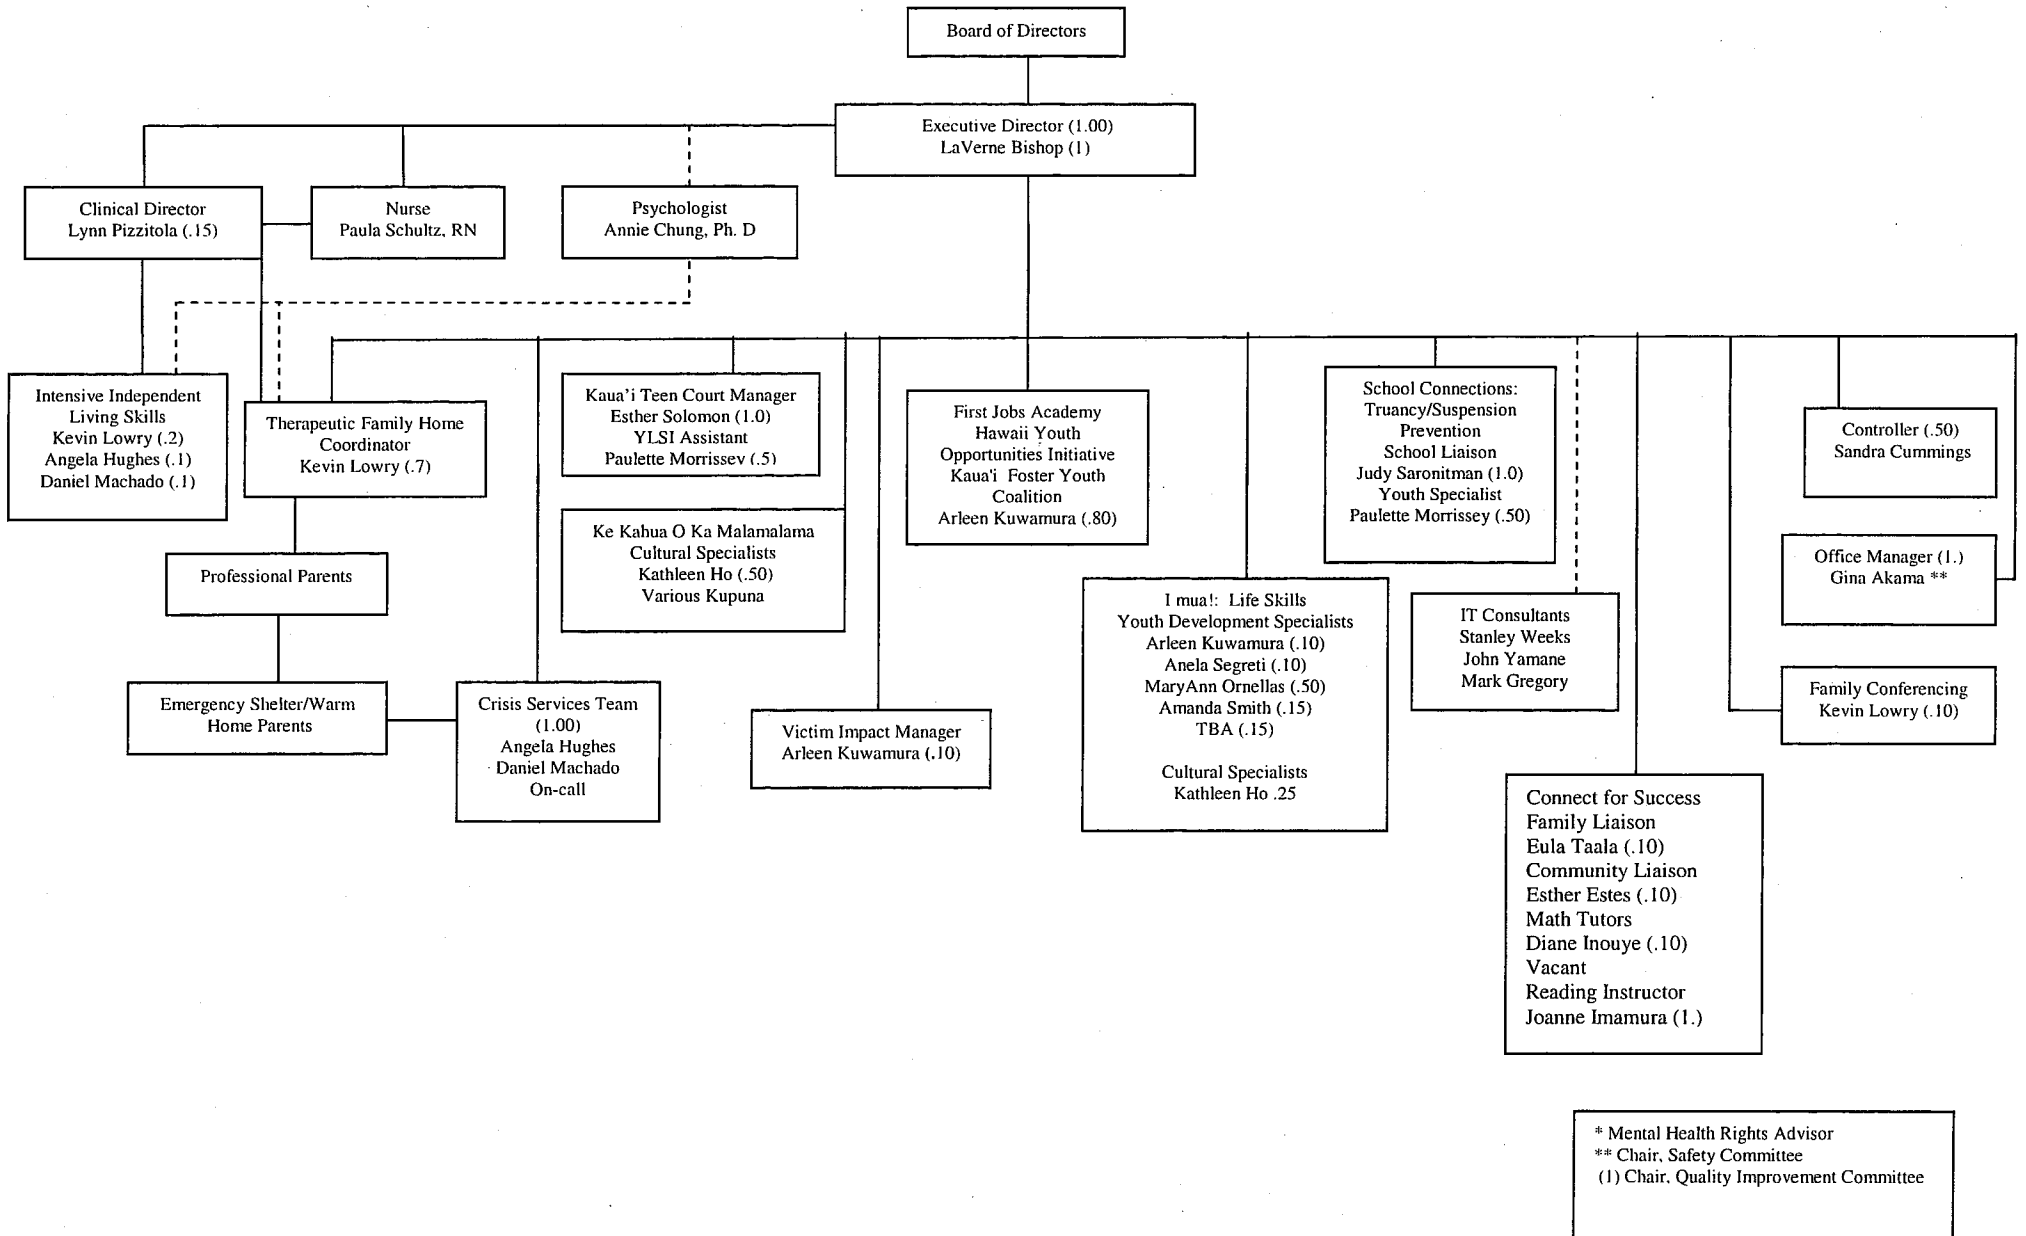 Board of Directors
Executive Director (1.00)
LaVerne Bishop (1)
Clinical Director
Lynn Pizzitola (.15)
Nurse
Paula Schultz, RN
Psychologist
Annie Chung, Ph. D
Intensive Independent
Living Skills
Kevin Lowry (.2)
Angela Hughes (.1)
Daniel Machado (.1)
Therapeutic Family Home
Coordinator
Kevin Lowry (.7)
Professional Parents
Emergency Shelter/Warm
Home Parents
Crisis Services Team
(1.00)
Angela Hughes
Daniel Machado
On-call
Kaua'i Teen Court Manager
Esther Solomon (1.0)
YLSI Assistant
Paulette Morrissey (.5)
Ke Kahua O Ka Malamalama
Cultural Specialists
Kathleen Ho (.50)
Various Kupuna
Victim Impact Manager
Arleen Kuwamura (.10)
First Jobs Academy
Hawaii Youth
Opportunities Initiative
Kaua'i Foster Youth
Coalition
Arleen Kuwamura (.80)
I mua!: Life Skills
Youth Development Specialists
Arleen Kuwamura (.10)
Anela Segreti (.10)
MaryAnn Ornellas (.50)
Amanda Smith (.15)
TBA (.15)
Cultural Specialists
Kathleen Ho .25
School Connections:
Truancy/Suspension
Prevention
School Liaison
Judy Saronitman (1.0)
Youth Specialist
Paulette Morrissey (.50)
IT Consultants
Stanley Weeks
John Yamane
Mark Gregory
Connect for Success
Family Liaison
Eula Taala (.10)
Community Liaison
Esther Estes (.10)
Math Tutors
Diane Inouye (.10)
Vacant
Reading Instructor
Joanne Imamura (1.)
Controller (.50)
Sandra Cummings
Office Manager (1.)
Gina Akama **
Family Conferencing
Kevin Lowry (.10)
* Mental Health Rights Advisor
** Chair, Safety Committee
(1) Chair, Quality Improvement Committee